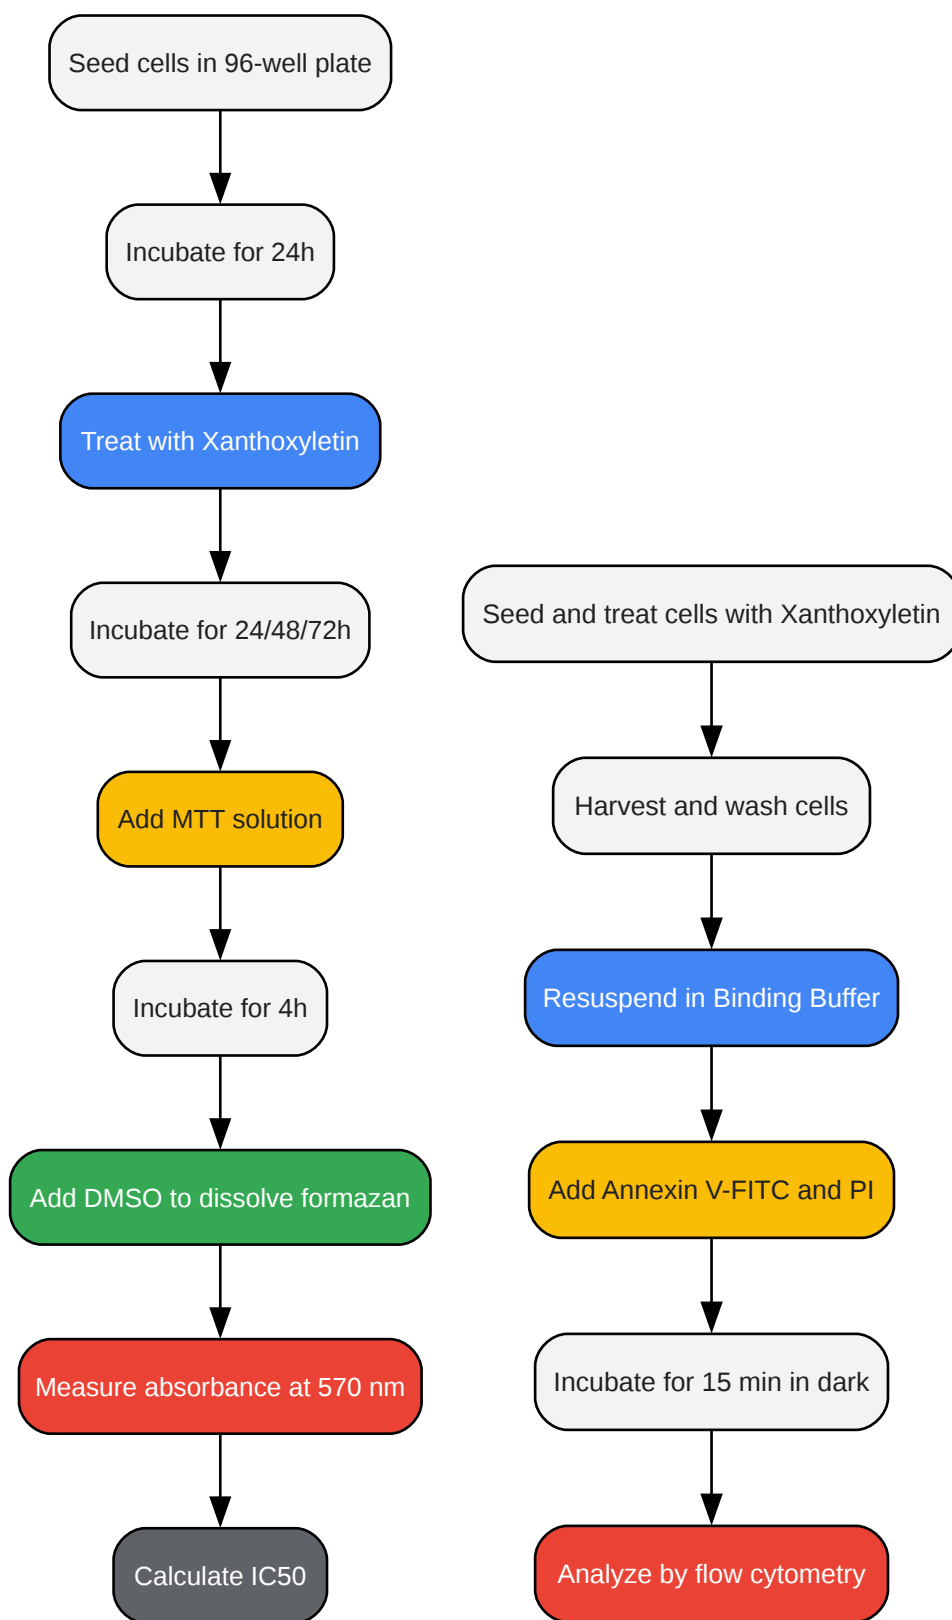 Seed cells in 96-well plate
Incubate for 24h
Treat with Xanthoxyletin
Incubate for 24/48/72h
Add MTT solution
Incubate for 4h
Add DMSO to dissolve formazan
Measure absorbance at 570 nm
Calculate IC50
Seed and treat cells with Xanthoxyletin
Harvest and wash cells
Resuspend in Binding Buffer
Add Annexin V-FITC and PI
Incubate for 15 min in dark
Analyze by flow cytometry